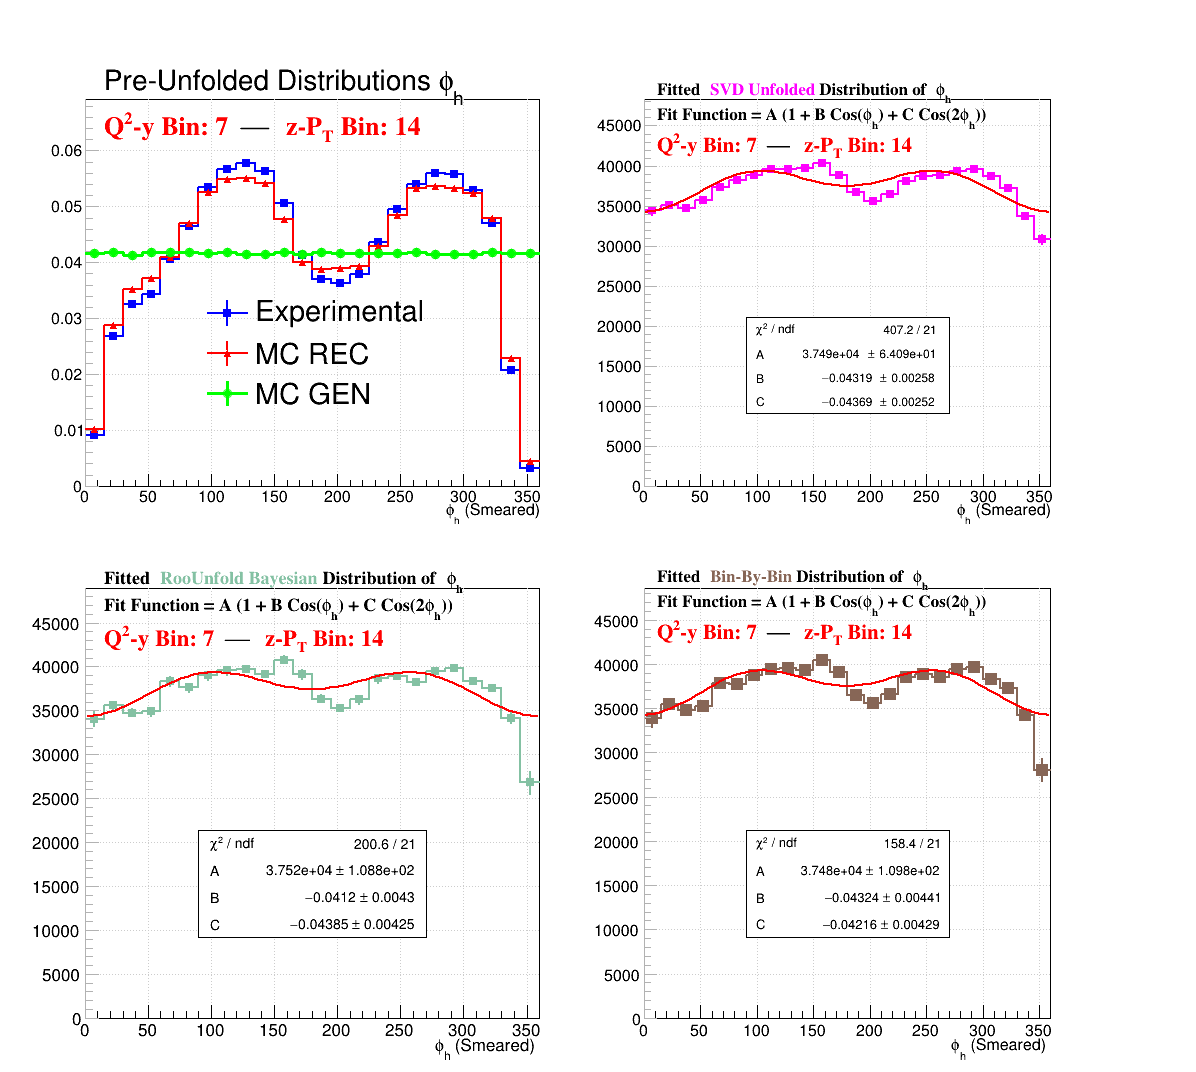 Pre-Unfolded Distributions ϕh
Q2-y Bin: 7 — z-PT Bin: 14
0.06
0.05
0.04
0.03
0.02
0.01
0
Experimental
MC REC
MC GEN
0 50 100 150 200 250 300 350
ϕh (Smeared)
Fitted SVD Unfolded Distribution of ϕh
Fit Function = A (1 + B Cos(ϕh) + C Cos(2ϕh))
Q2-y Bin: 7 — z-PT Bin: 14
45000
40000
35000
30000
25000
20000
15000
10000
5000
0
χ2 / ndf 407.2 / 21
A 3.749e+04 ± 6.409e+01
B −0.04319 ± 0.00258
C −0.04369 ± 0.00252
0 50 100 150 200 250 300 350
ϕh (Smeared)
Fitted RooUnfold Bayesian Distribution of ϕh
Fit Function = A (1 + B Cos(ϕh) + C Cos(2ϕh))
Q2-y Bin: 7 — z-PT Bin: 14
45000
40000
35000
30000
25000
20000
15000
10000
5000
0
χ2 / ndf 200.6 / 21
A 3.752e+04 ± 1.088e+02
B −0.0412 ± 0.0043
C −0.04385 ± 0.00425
0 50 100 150 200 250 300 350
ϕh (Smeared)
Fitted Bin-By-Bin Distribution of ϕh
Fit Function = A (1 + B Cos(ϕh) + C Cos(2ϕh))
Q2-y Bin: 7 — z-PT Bin: 14
45000
40000
35000
30000
25000
20000
15000
10000
5000
0
χ2 / ndf 158.4 / 21
A 3.748e+04 ± 1.098e+02
B −0.04324 ± 0.00441
C −0.04216 ± 0.00429
0 50 100 150 200 250 300 350
ϕh (Smeared)